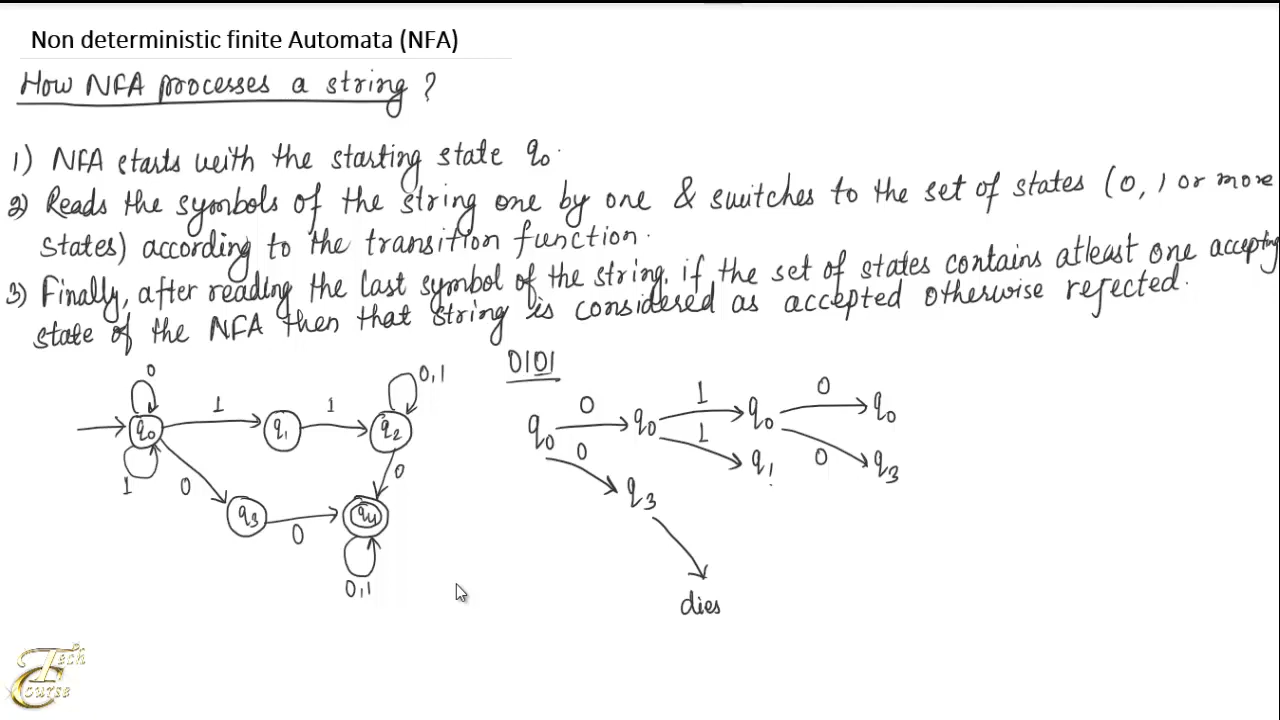 Non deterministic finite Automata (NFA)
How NFA processes a string ?
1) NFA starts with the starting state q0.
2) Reads the symbols of the string one by one & switches to the set of states (0, 1 or more
states) according to the transition function.
3) Finally, after reading the last symbol of the string, if the set of states contains atleast one accepting
state of the NFA then that string is considered as accepted otherwise rejected.
0101
0
0,1
1
1
q0
q1
q2
1
0
0
q3
0
q4
0,1
0
1
0
q0
q0
q0
q0
0
1
0
q1
q3
q3
dies
Tech
Course